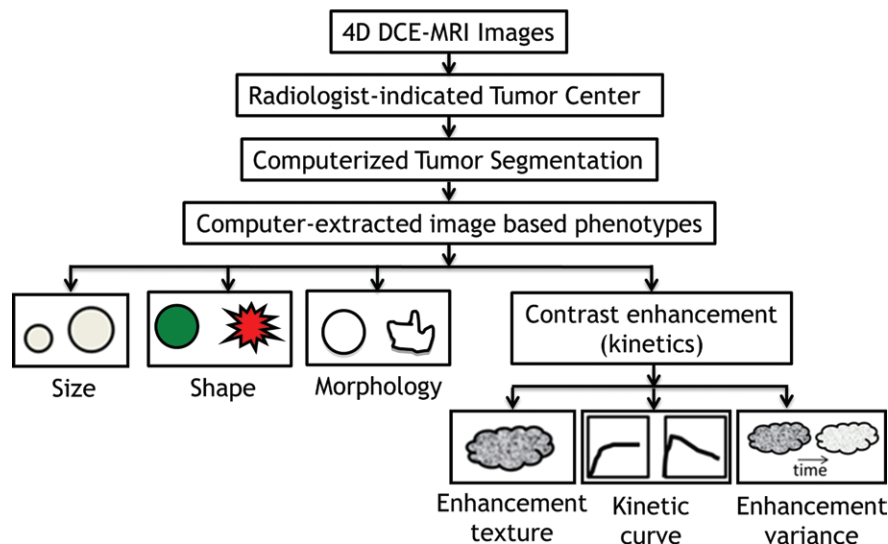 4D DCE-MRI Images
Radiologist-indicated Tumor Center
Computerized Tumor Segmentation
Computer-extracted image based phenotypes
Size
Shape
Morphology
Contrast enhancement
(kinetics)
time
Enhancement
texture
Kinetic
curve
Enhancement
variance